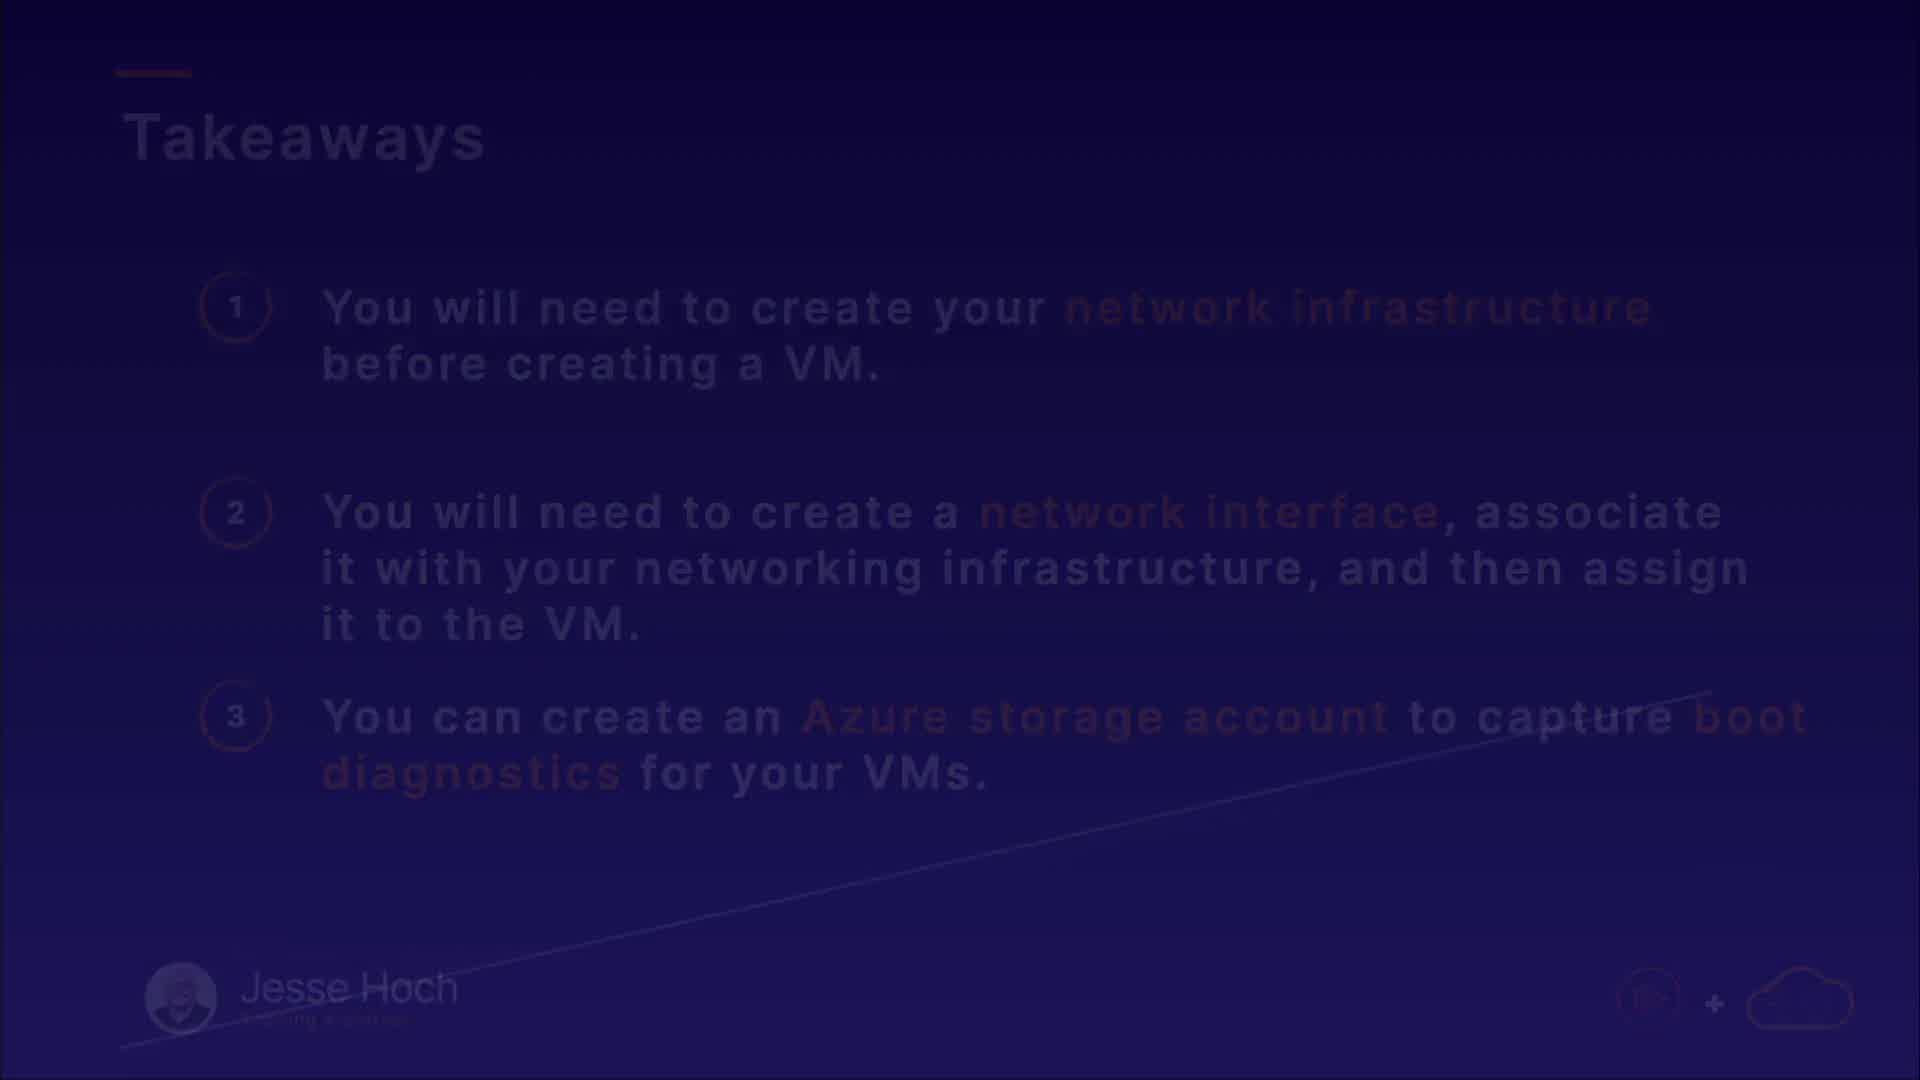 Takeaways
1
You will need to create your network infrastructure
before creating a VM.
2
You will need to create a network interface, associate
it with your networking infrastructure, and then assign
it to the VM.
3
You can create an Azure storage account to capture boot
diagnostics for your VMs.
Jesse Hoch
+